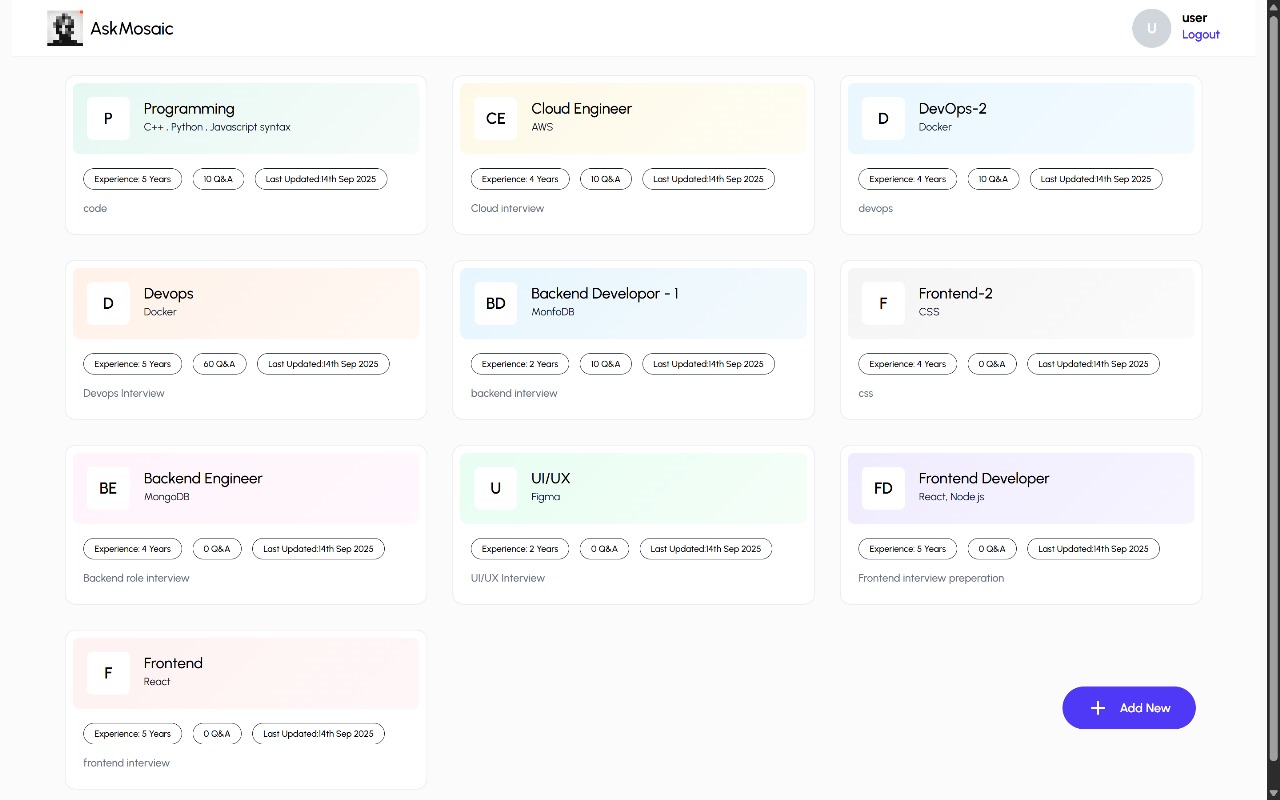 AskMosaic
U
user
Logout
P
Programming
C++ , Python , Javascript syntax
Experience: 5 Years
10 Q&A
Last Updated:14th Sep 2025
code
CE
Cloud Engineer
AWS
Experience: 4 Years
10 Q&A
Last Updated:14th Sep 2025
Cloud interview
D
DevOps-2
Docker
Experience: 4 Years
10 Q&A
Last Updated:14th Sep 2025
devops
D
Devops
Docker
Experience: 5 Years
60 Q&A
Last Updated:14th Sep 2025
Devops Interview
BD
Backend Developor - 1
MonfoDB
Experience: 2 Years
10 Q&A
Last Updated:14th Sep 2025
backend interview
F
Frontend-2
CSS
Experience: 4 Years
0 Q&A
Last Updated:14th Sep 2025
css
BE
Backend Engineer
MongoDB
Experience: 4 Years
0 Q&A
Last Updated:14th Sep 2025
Backend role interview
U
UI/UX
Figma
Experience: 2 Years
0 Q&A
Last Updated:14th Sep 2025
UI/UX Interview
FD
Frontend Developer
React, Node.js
Experience: 5 Years
0 Q&A
Last Updated:14th Sep 2025
Frontend interview preperation
F
Frontend
React
Experience: 5 Years
0 Q&A
Last Updated:14th Sep 2025
frontend interview
Add New